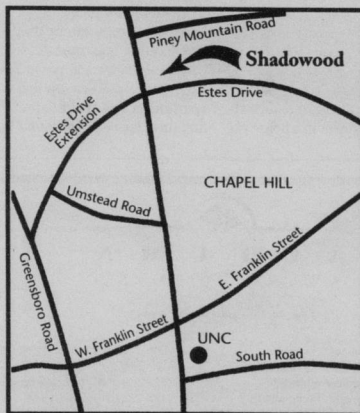 Piney Mountain Road
Shadowood
Estes Drive
Estes Drive
Extension
CHAPEL HILL
Umstead Road
Greensboro Road
E. Franklin Street
W. Franklin Street
UNC
South Road